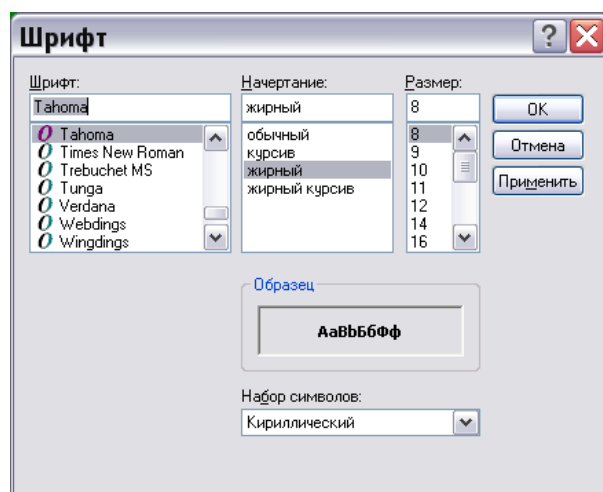 Шрифт
Шрифт:
Tahoma
Tahoma
Times New Roman
Trebuchet MS
Tunga
Verdana
Webdings
Wingdings
Начертание:
жирный
обычный
курсив
жирный
жирный курсив
Размер:
8
8
9
10
11
12
14
16
OK
Отмена
Применить
Образец
АаBbБбФф
Набор символов:
Кириллический